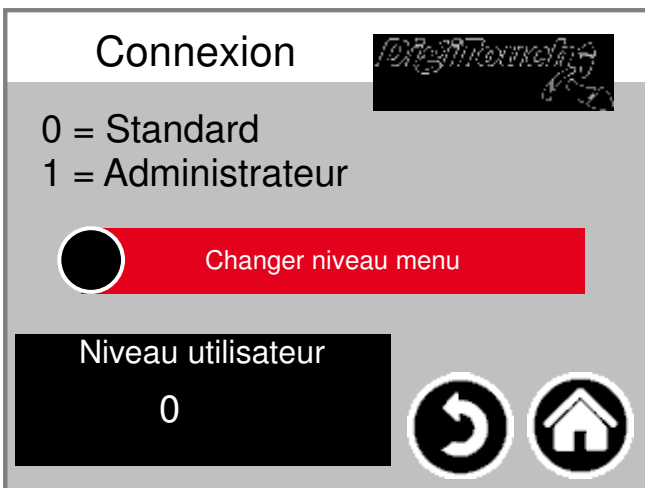 Connexion
DigiTouch
0 = Standard
1 = Administrateur
Changer niveau menu
Niveau utilisateur
0